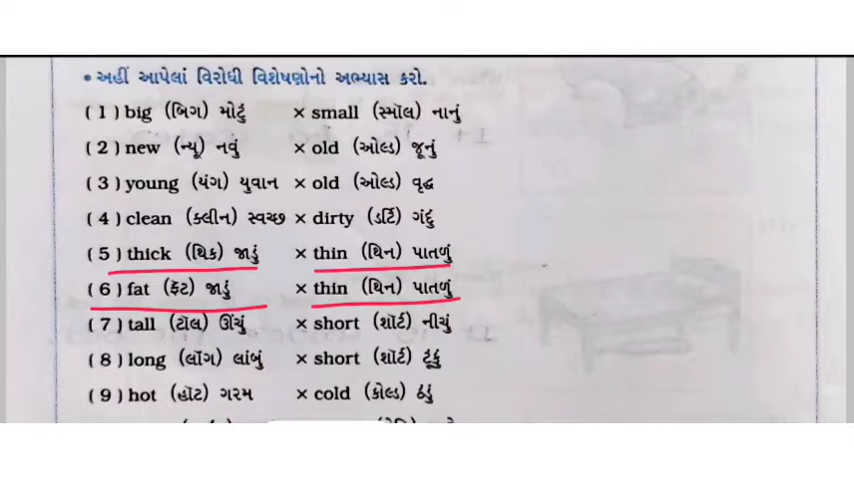 * અહીં આપેલાં વિરોધી વિશેષણોનો અભ્યાસ કરો.
( 1 ) big (બિગ) મોટું × small (સ્મૉલ) નાનું
( 2 ) new (ન્યૂ) નવું × old (ઓલ્ડ) જૂનું
( 3 ) young (યંગ) યુવાન × old (ઓલ્ડ) વૃદ્ધ
( 4 ) clean (ક્લીન) સ્વચ્છ × dirty (ડર્ટિ) ગંદું
( 5 ) thick (થિક) જાડું × thin (થિન) પાતળું
( 6 ) fat (ફૅટ) જાડું × thin (થિન) પાતળું
( 7 ) tall (ટૉલ) ઊંચું × short (શૉર્ટ) નીચું
( 8 ) long (લૉંગ) લાંબું × short (શૉર્ટ) ટૂંકું
( 9 ) hot (હૉટ) ગરમ × cold (કોલ્ડ) ઠંડું